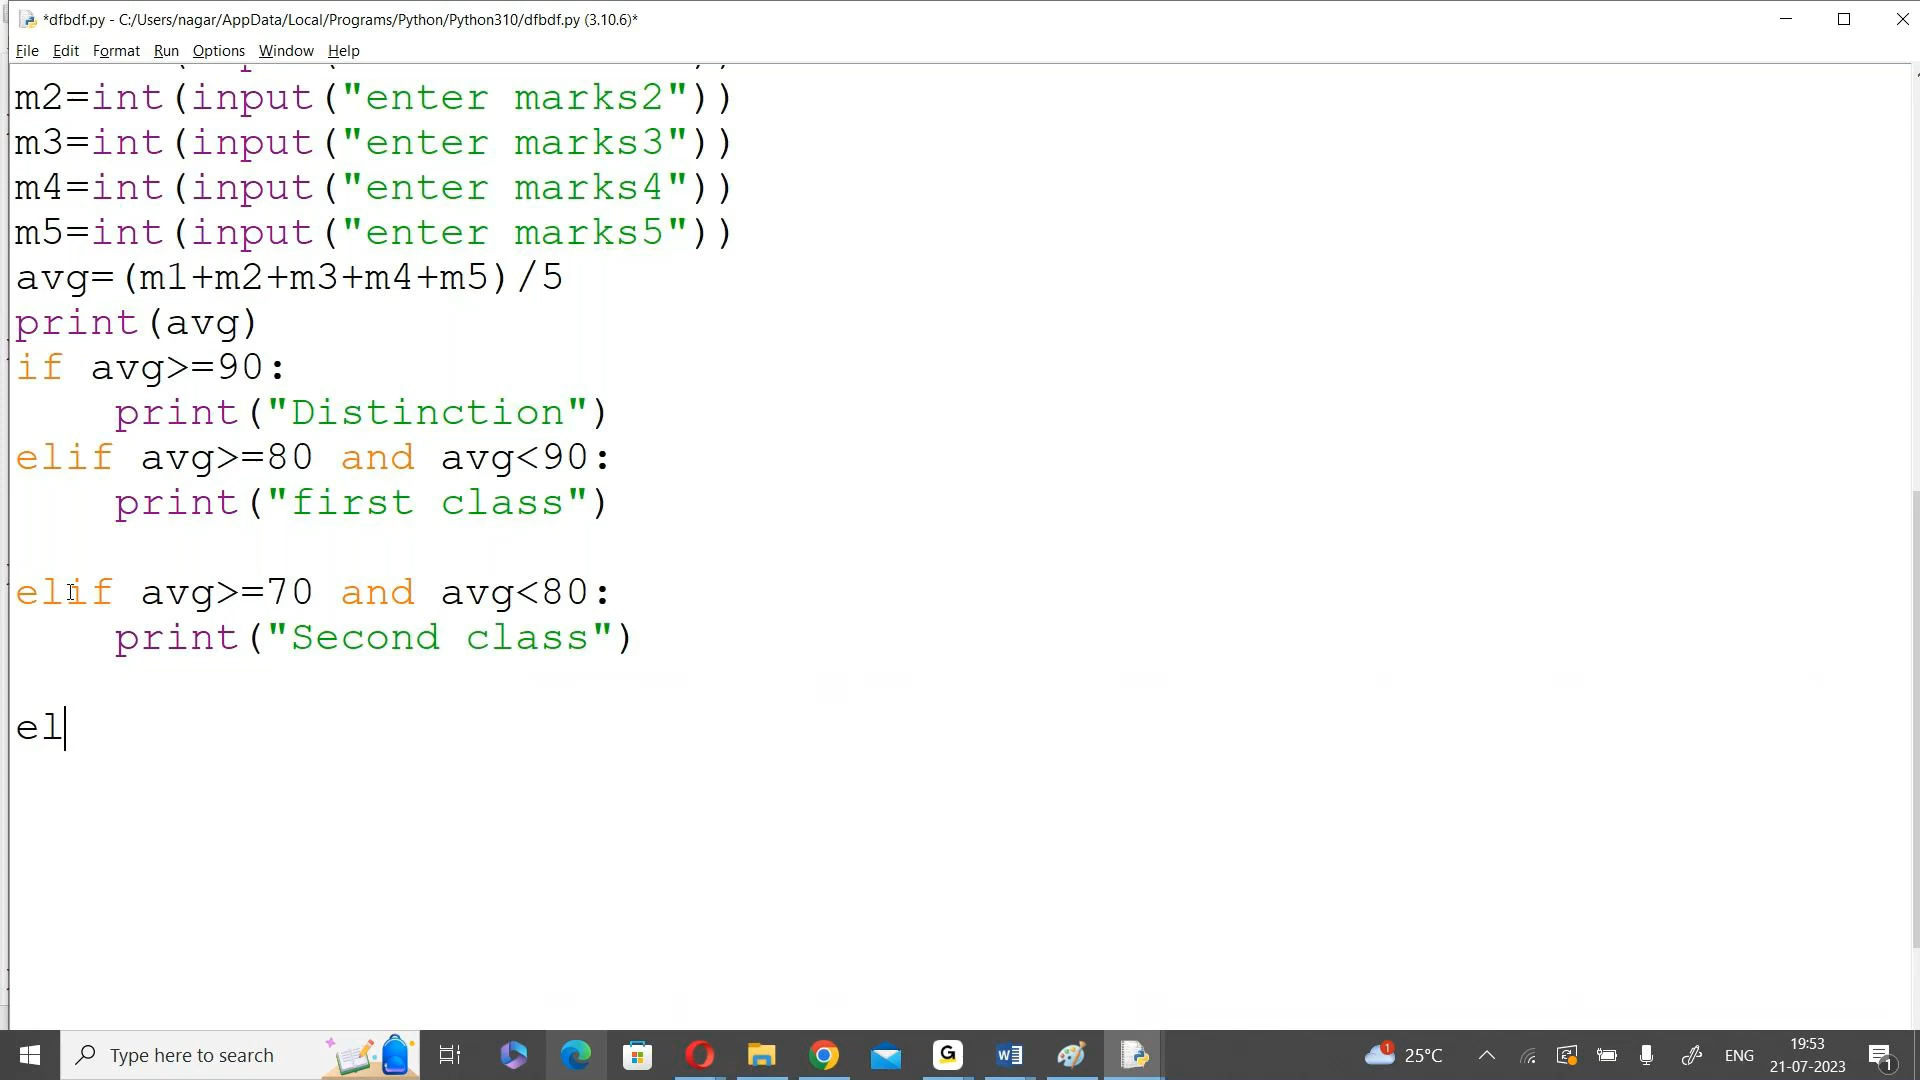 *dfbdf.py - C:/Users/nagar/AppData/Local/Programs/Python/Python310/dfbdf.py (3.10.6)*
File Edit Format Run Options Window Help
m2=int(input("enter marks2"))
m3=int(input("enter marks3"))
m4=int(input("enter marks4"))
m5=int(input("enter marks5"))
avg=(m1+m2+m3+m4+m5)/5
print(avg)
if avg>=90:
    print("Distinction")
elif avg>=80 and avg<90:
    print("first class")
elif avg>=70 and avg<80:
    print("Second class")
el
Type here to search
G
W
1
25°C
ENG
19:53
21-07-2023
1